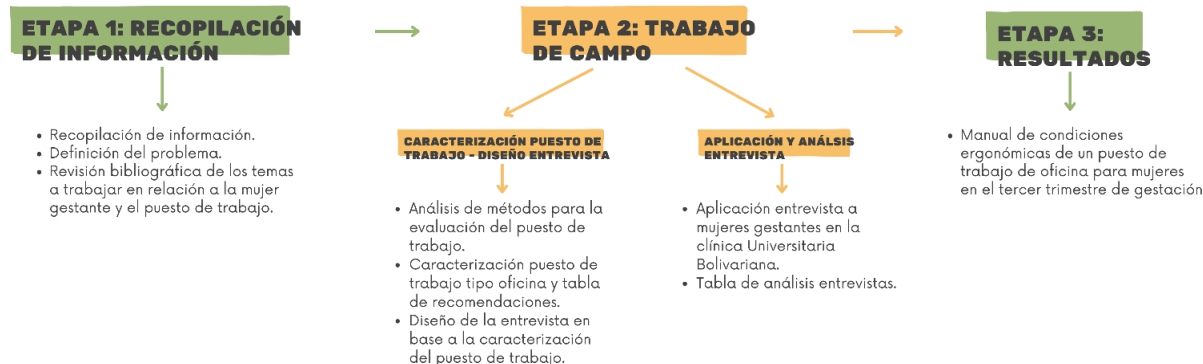 ETAPA 1: RECOPILACIÓN
DE INFORMACIÓN
• Recopilación de información.
• Definición del problema.
• Revisión bibliográfica de los temas
a trabajar en relación a la mujer
gestante y el puesto de trabajo.
ETAPA 2: TRABAJO
DE CAMPO
CARACTERIZACIÓN PUESTO DE
TRABAJO - DISEÑO ENTREVISTA
• Análisis de métodos para la
evaluación del puesto de
trabajo.
• Caracterización puesto de
trabajo tipo oficina y tabla
de recomendaciones.
• Diseño de la entrevista en
base a la caracterización
del puesto de trabajo.
APLICACIÓN Y ANÁLSIS
ENTREVISTA
• Aplicación entrevista a
mujeres gestantes en la
clínica Universitaria
Bolivariana.
• Tabla de análisis entrevistas.
ETAPA 3:
RESULTADOS
• Manual de condiciones
ergonómicas de un puesto de
trabajo de oficina para mujeres
en el tercer trimestre de gestación